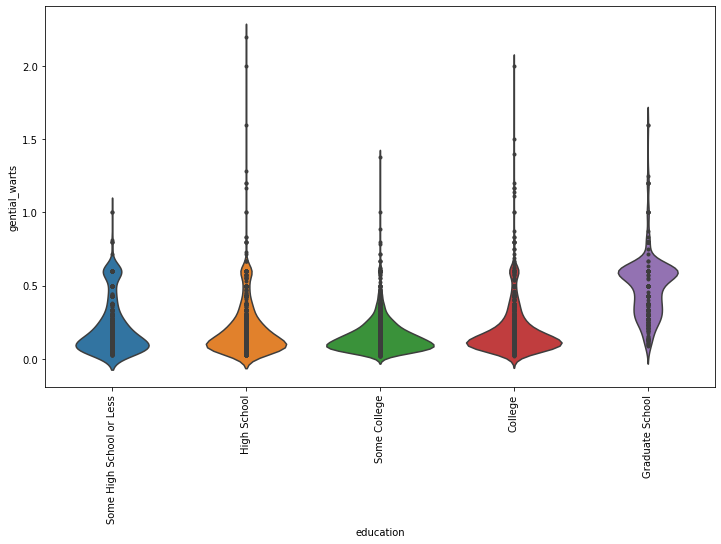 2.0
1.5
1.0
0.5
0.0
gential_warts
Some High School or Less
High School
Some College
College
Graduate School
education